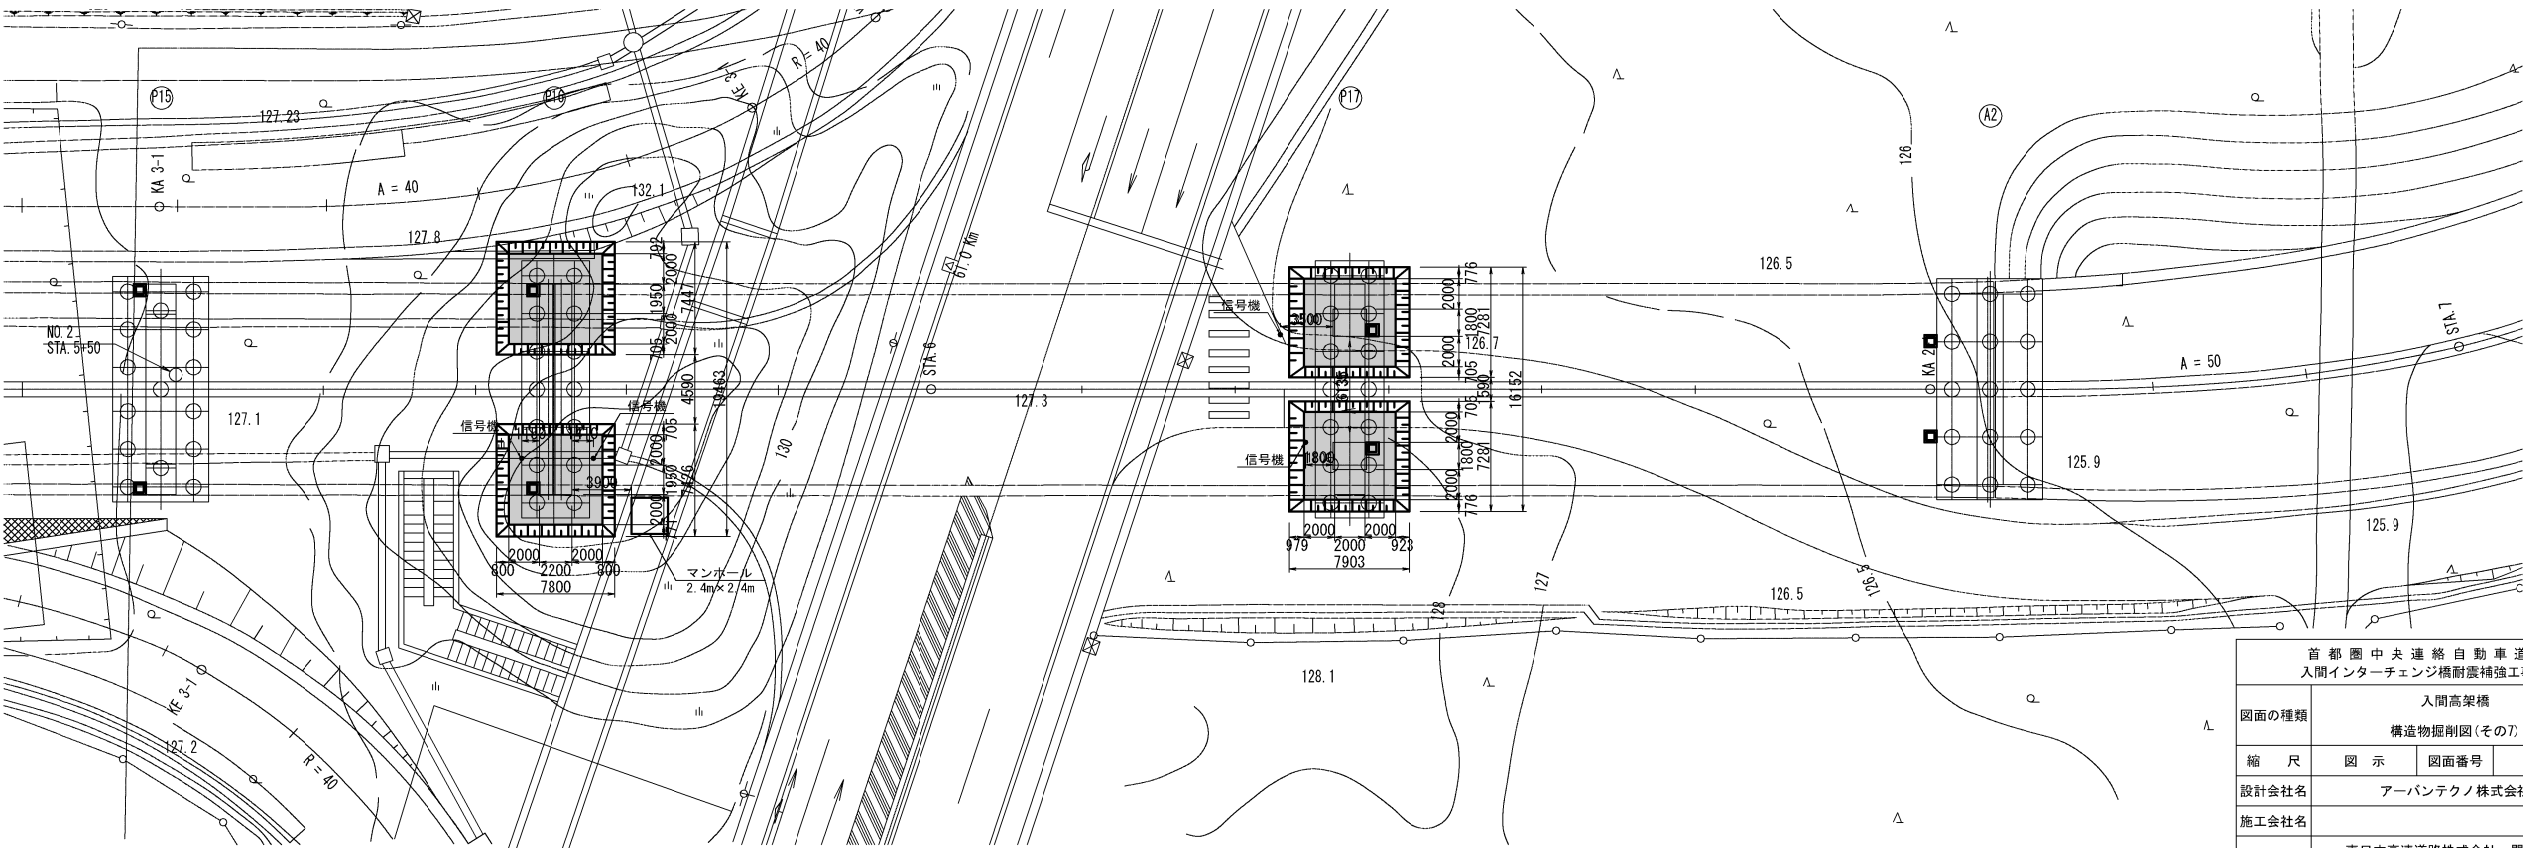 P15
P16
P17
A2
127.23
KA 3-1
A = 40
127.8
132.1
KE 3-
R = 40
67.0 Km
STA.6
NO.2
STA.5+50
127.1
127.3
130
信号機
信号機
792
2000
1950
2000
705
7447
4590
19463
705
2000
1950
2000
7426
3900
2000
2000
800
2200
800
7800
マンホール
2.4m×2.4m
信号機
3500
信号機
1800
6135
776
2000
1800
2000
705
7281
126.7
1590
16152
705
2000
1800
2000
776
7281
2000
2000
979
2000
923
7903
126
126.5
KA 2
STA.7
A = 50
125.9
125.9
126.5
126.5
127
128
128.1
KE 3-1
127.2
R = 40
首都圏中央連絡自動車道
入間インターチェンジ橋耐震補強工事
図面の種類
入間高架橋
構造物掘削図(その7)
縮 尺
図 示
図面番号
設計会社名
アーバンテクノ株式会社
施工会社名